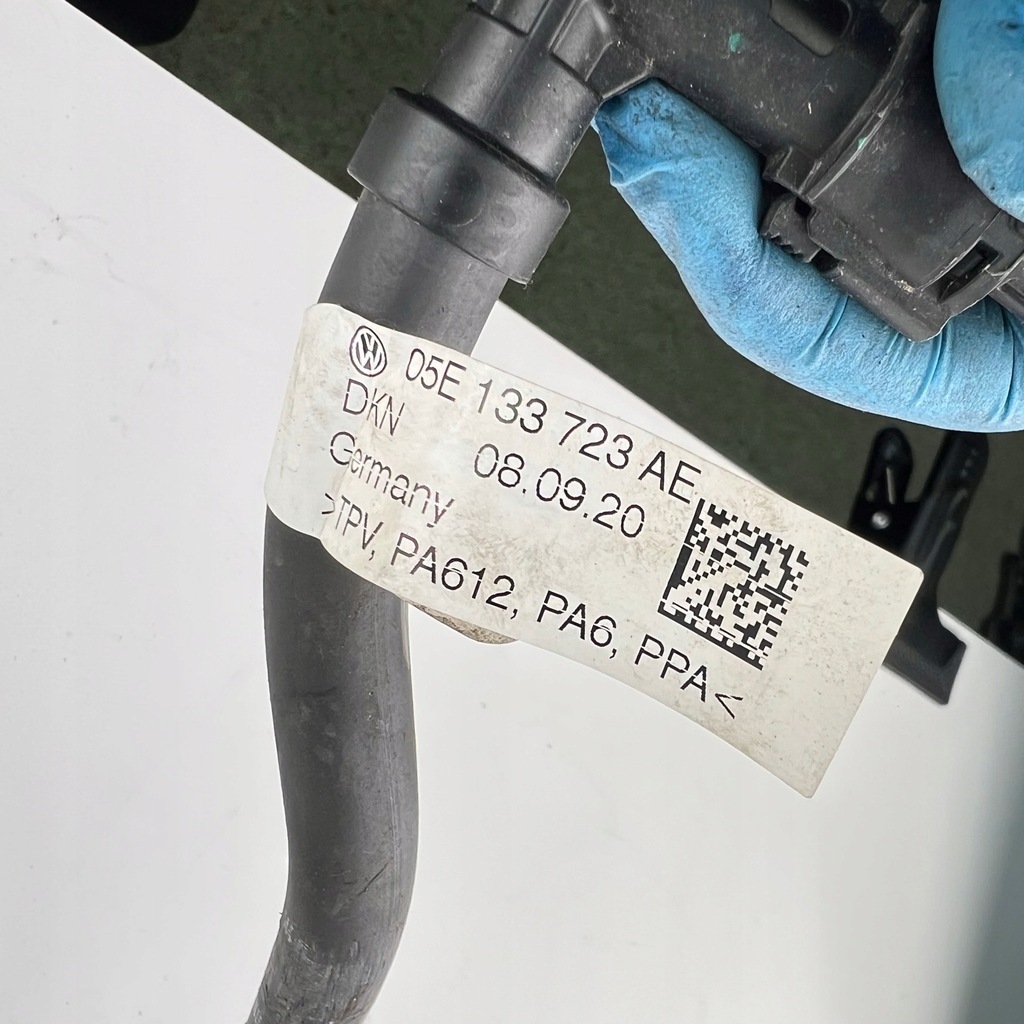 05E 133 723 AE
DKN 08.09.20
Germany
>TPV, PA612, PA6, PPA<